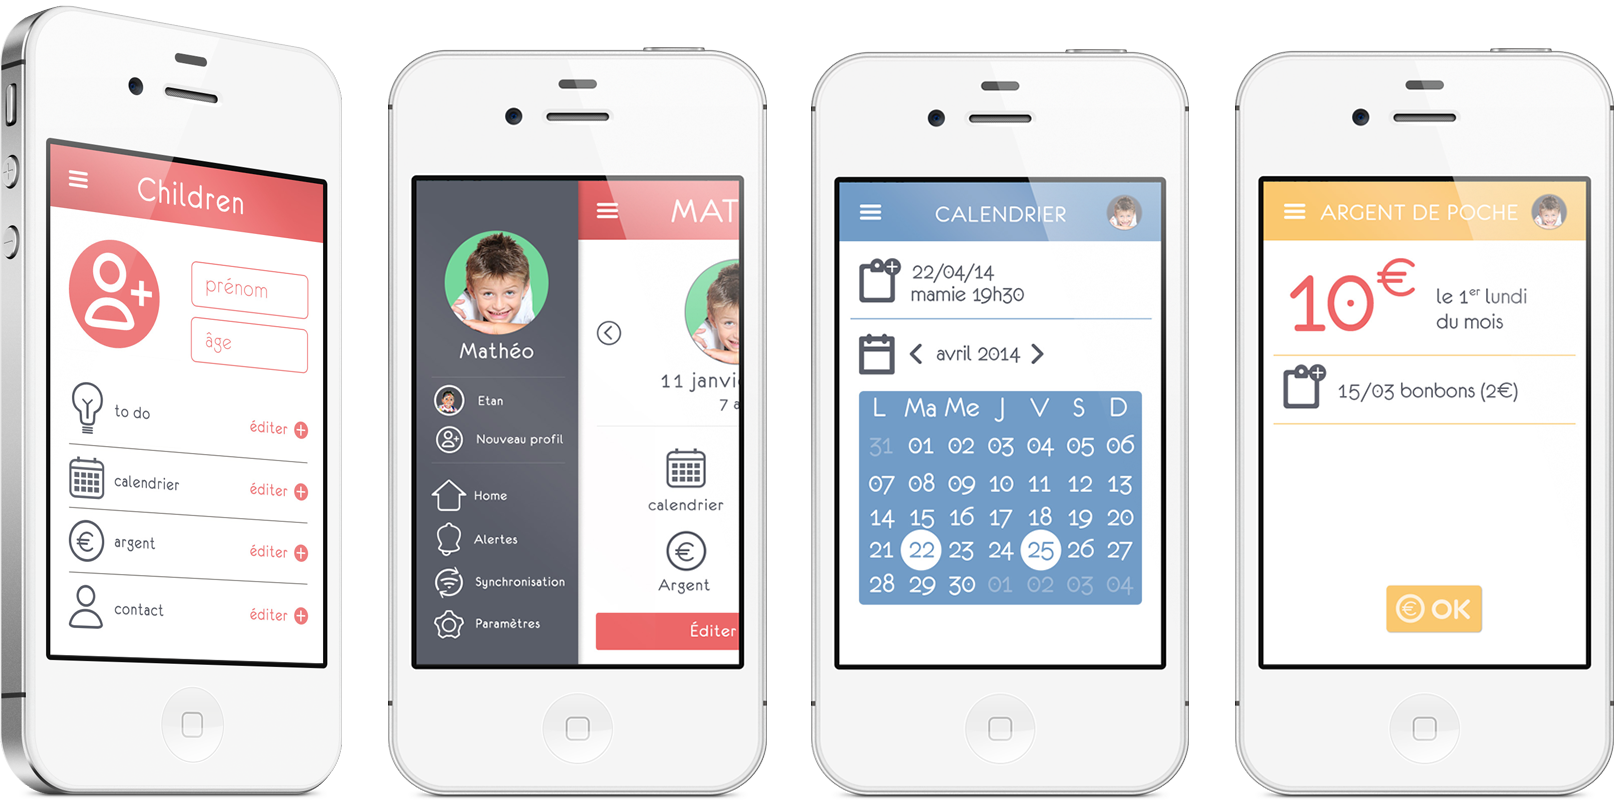 Children
prénom
âge
to do
éditer
calendrier
éditer
argent
éditer
contact
éditer
Mathéo
Etan
Nouveau profil
Home
Alertes
Synchronisation
Paramètres
MAT
11 janvi
7 a
calendrier
Argent
Éditer
CALENDRIER
22/04/14
mamie 19h30
avril 2014
L Ma Me J V S D
31 01 02 03 04 05 06
07 08 09 10 11 12 13
14 15 16 17 18 19 20
21 22 23 24 25 26 27
28 29 30 01 02 03 04
ARGENT DE POCHE
10€
le 1er lundi
du mois
15/03 bonbons (2€)
€ OK